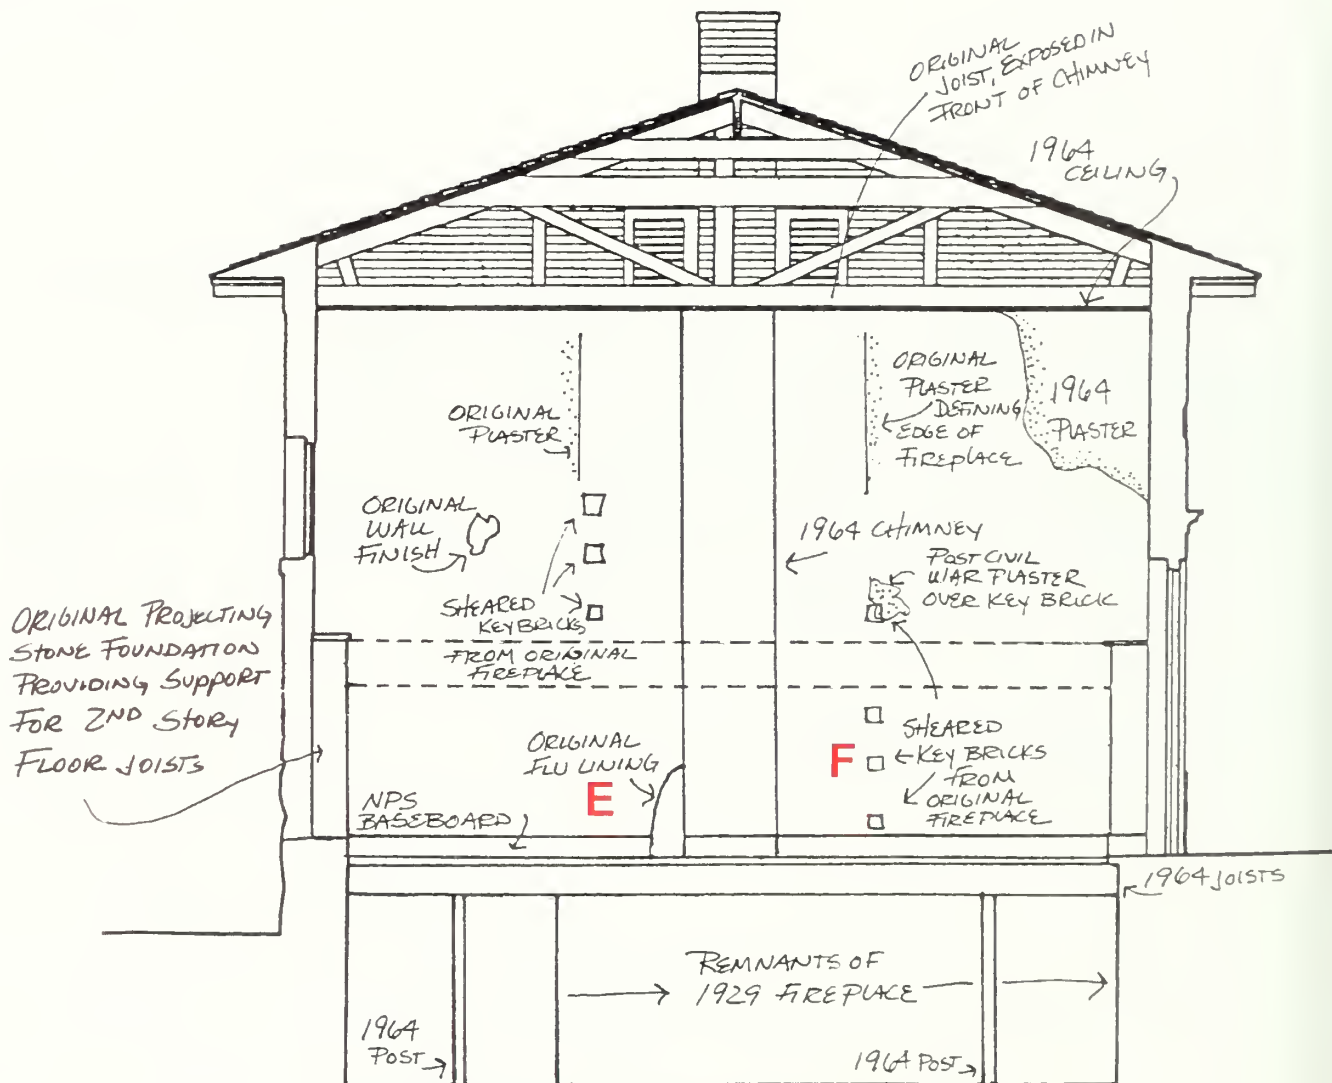 ORIGINAL
JOIST, EXPOSED IN
FRONT OF CHIMNEY
1964
CEILING
ORIGINAL
PLASTER
ORIGINAL
PLASTER
DEFINING
EDGE OF
FIREPLACE
1964
PLASTER
ORIGINAL
WALL
FINISH
1964 CHIMNEY
POST CIVIL
WAR PLASTER
OVER KEY BRICK
SHEARED
KEY BRICKS
FROM ORIGINAL
FIREPLACE
ORIGINAL PROJECTING
STONE FOUNDATION
PROVIDING SUPPORT
FOR 2ND STORY
FLOOR JOISTS
ORIGINAL
FLU LINING
E
F
SHEARED
KEY BRICKS
FROM
ORIGINAL
FIREPLACE
NPS
BASEBOARD
1964 JOISTS
REMNANTS OF
1929 FIREPLACE
1964
POST
1964 POST